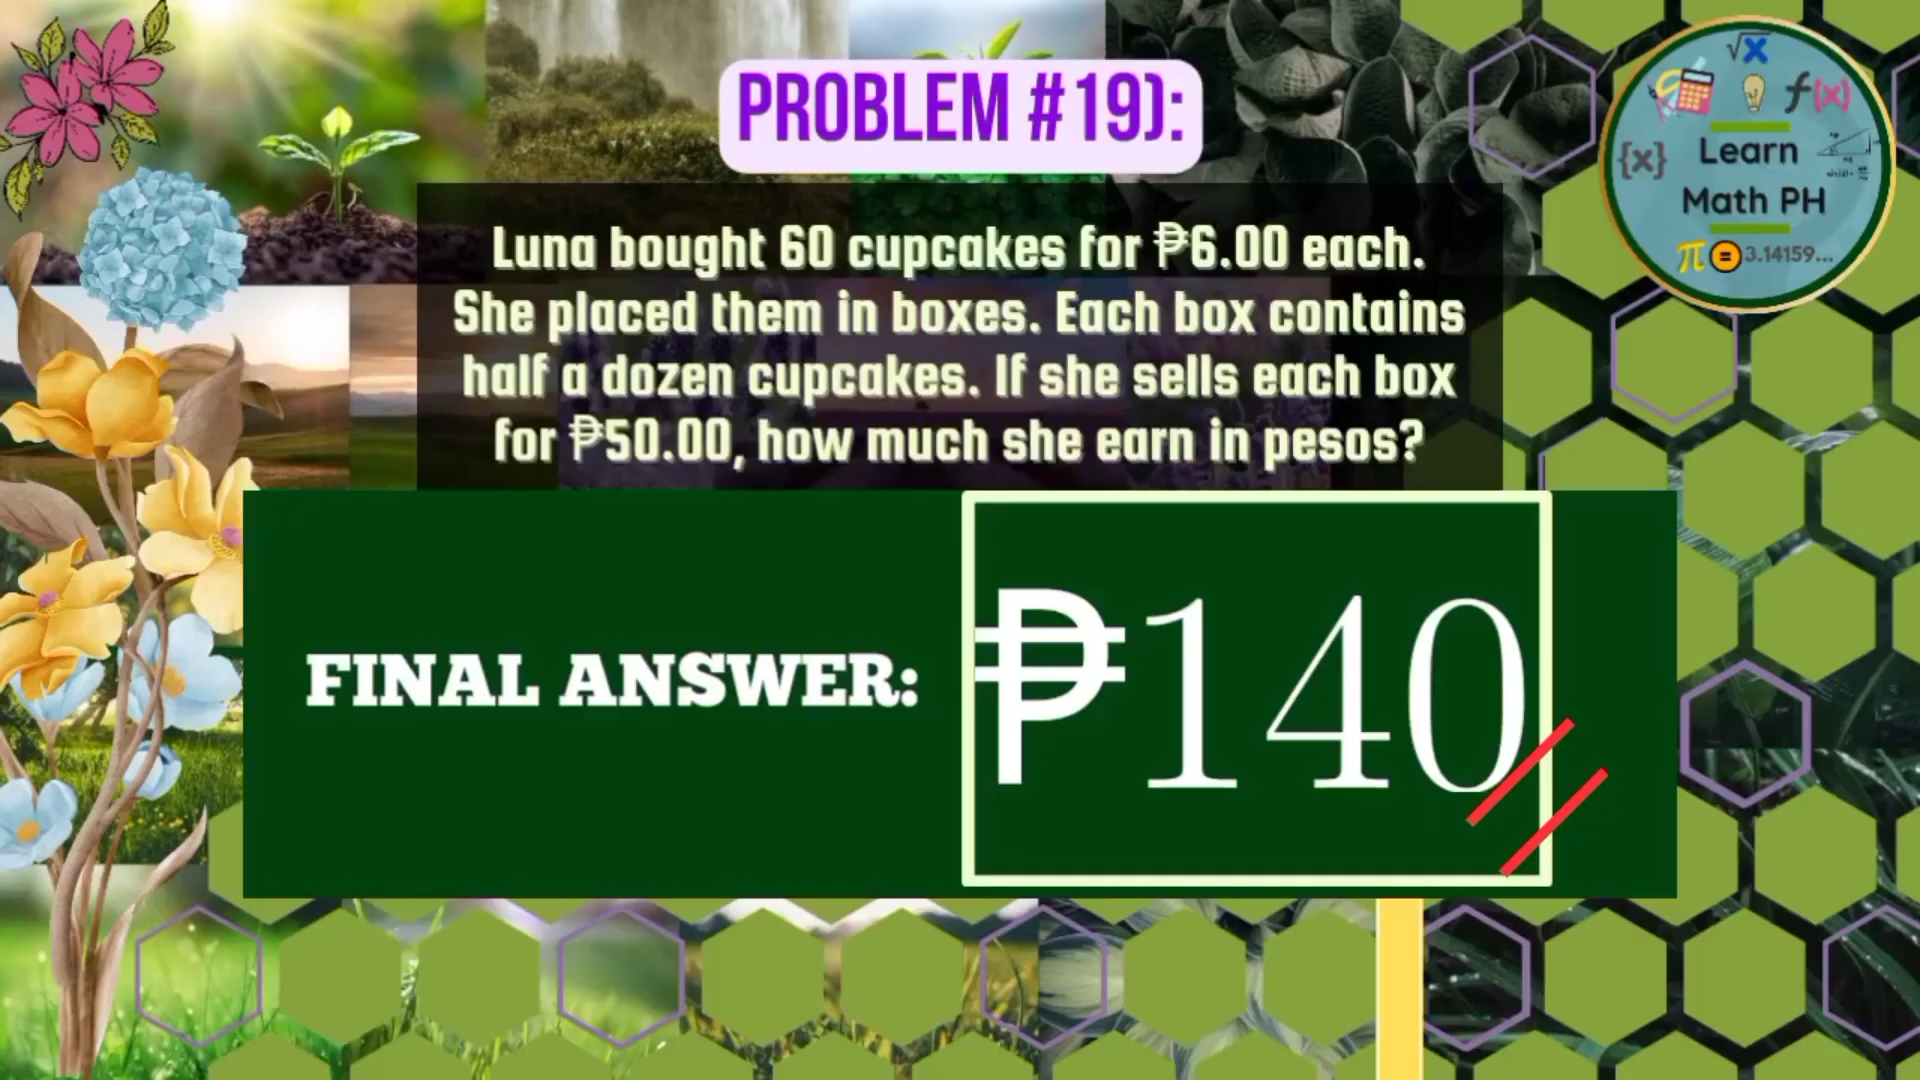 PROBLEM #19):
√x
f(x)
{x}
Learn
Math PH
π = 3.14159...
Luna bought 60 cupcakes for ₱6.00 each.
She placed them in boxes. Each box contains
half a dozen cupcakes. If she sells each box
for ₱50.00, how much she earn in pesos?
FINAL ANSWER: ₱140